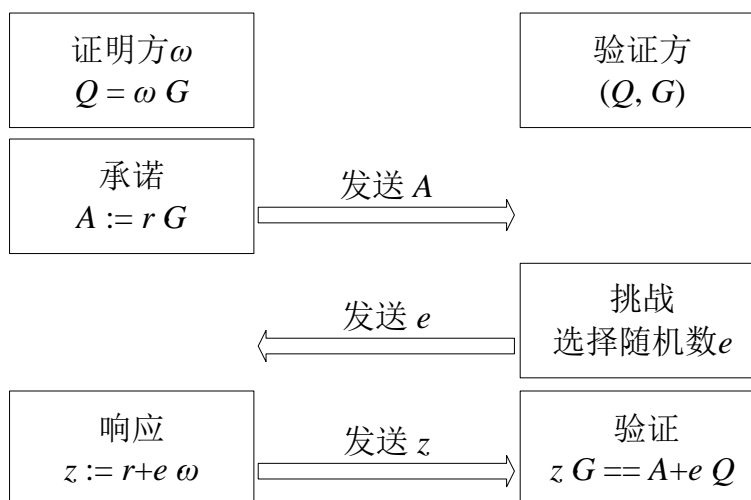 证明方ω
Q = ω G
验证方
(Q, G)
承诺
A := r G
发送 A
发送 e
挑战
选择随机数e
响应
z := r+e ω
发送 z
验证
z G == A+e Q